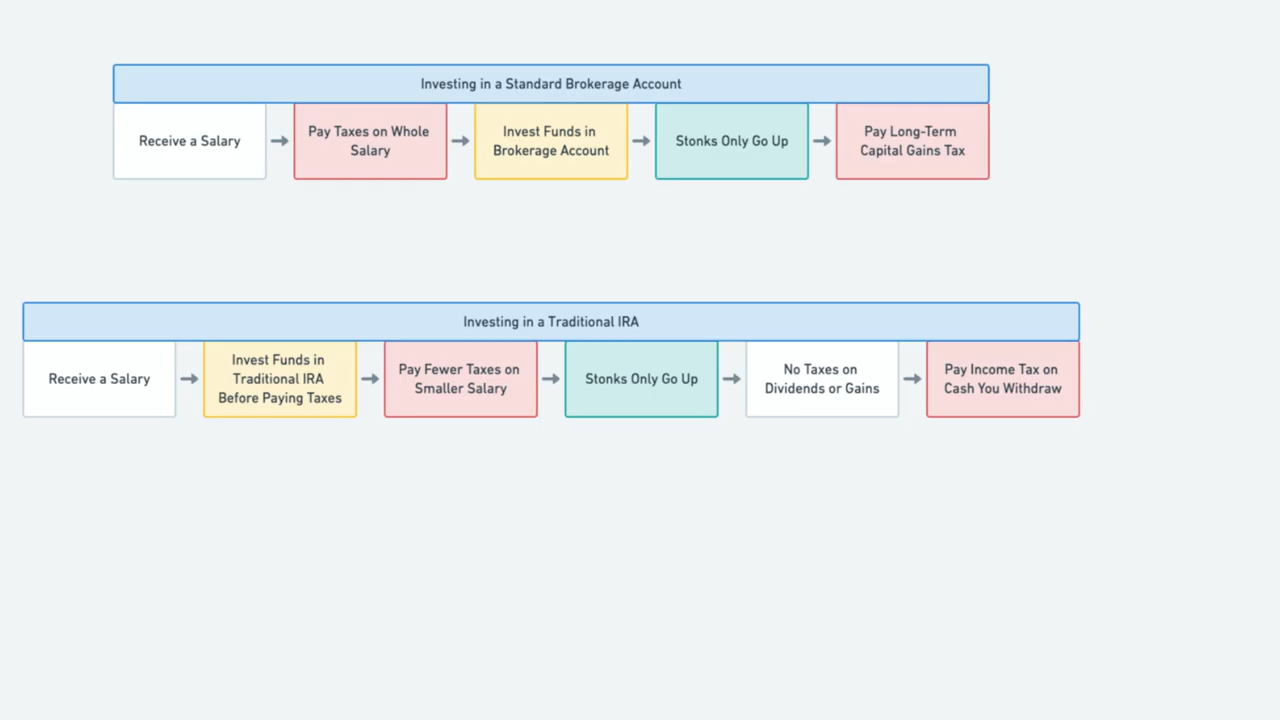 Investing in a Standard Brokerage Account
Receive a Salary
Pay Taxes on Whole
Salary
Invest Funds in
Brokerage Account
Stonks Only Go Up
Pay Long-Term
Capital Gains Tax
Investing in a Traditional IRA
Receive a Salary
Invest Funds in
Traditional IRA
Before Paying Taxes
Pay Fewer Taxes on
Smaller Salary
Stonks Only Go Up
No Taxes on
Dividends or Gains
Pay Income Tax on
Cash You Withdraw